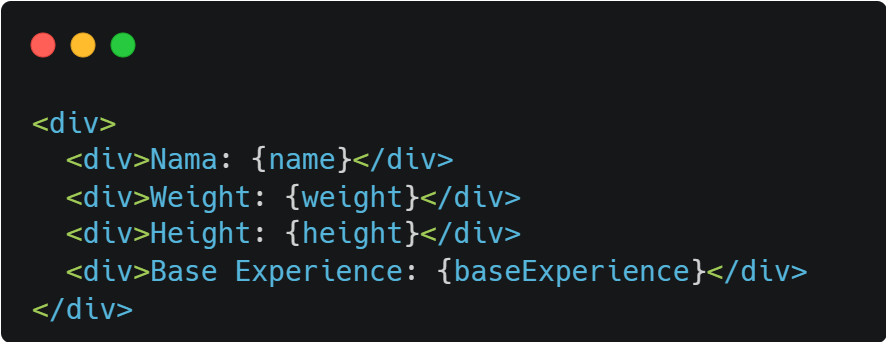 <div>
  <div>Nama: {name}</div>
  <div>Weight: {weight}</div>
  <div>Height: {height}</div>
  <div>Base Experience: {baseExperience}</div>
</div>